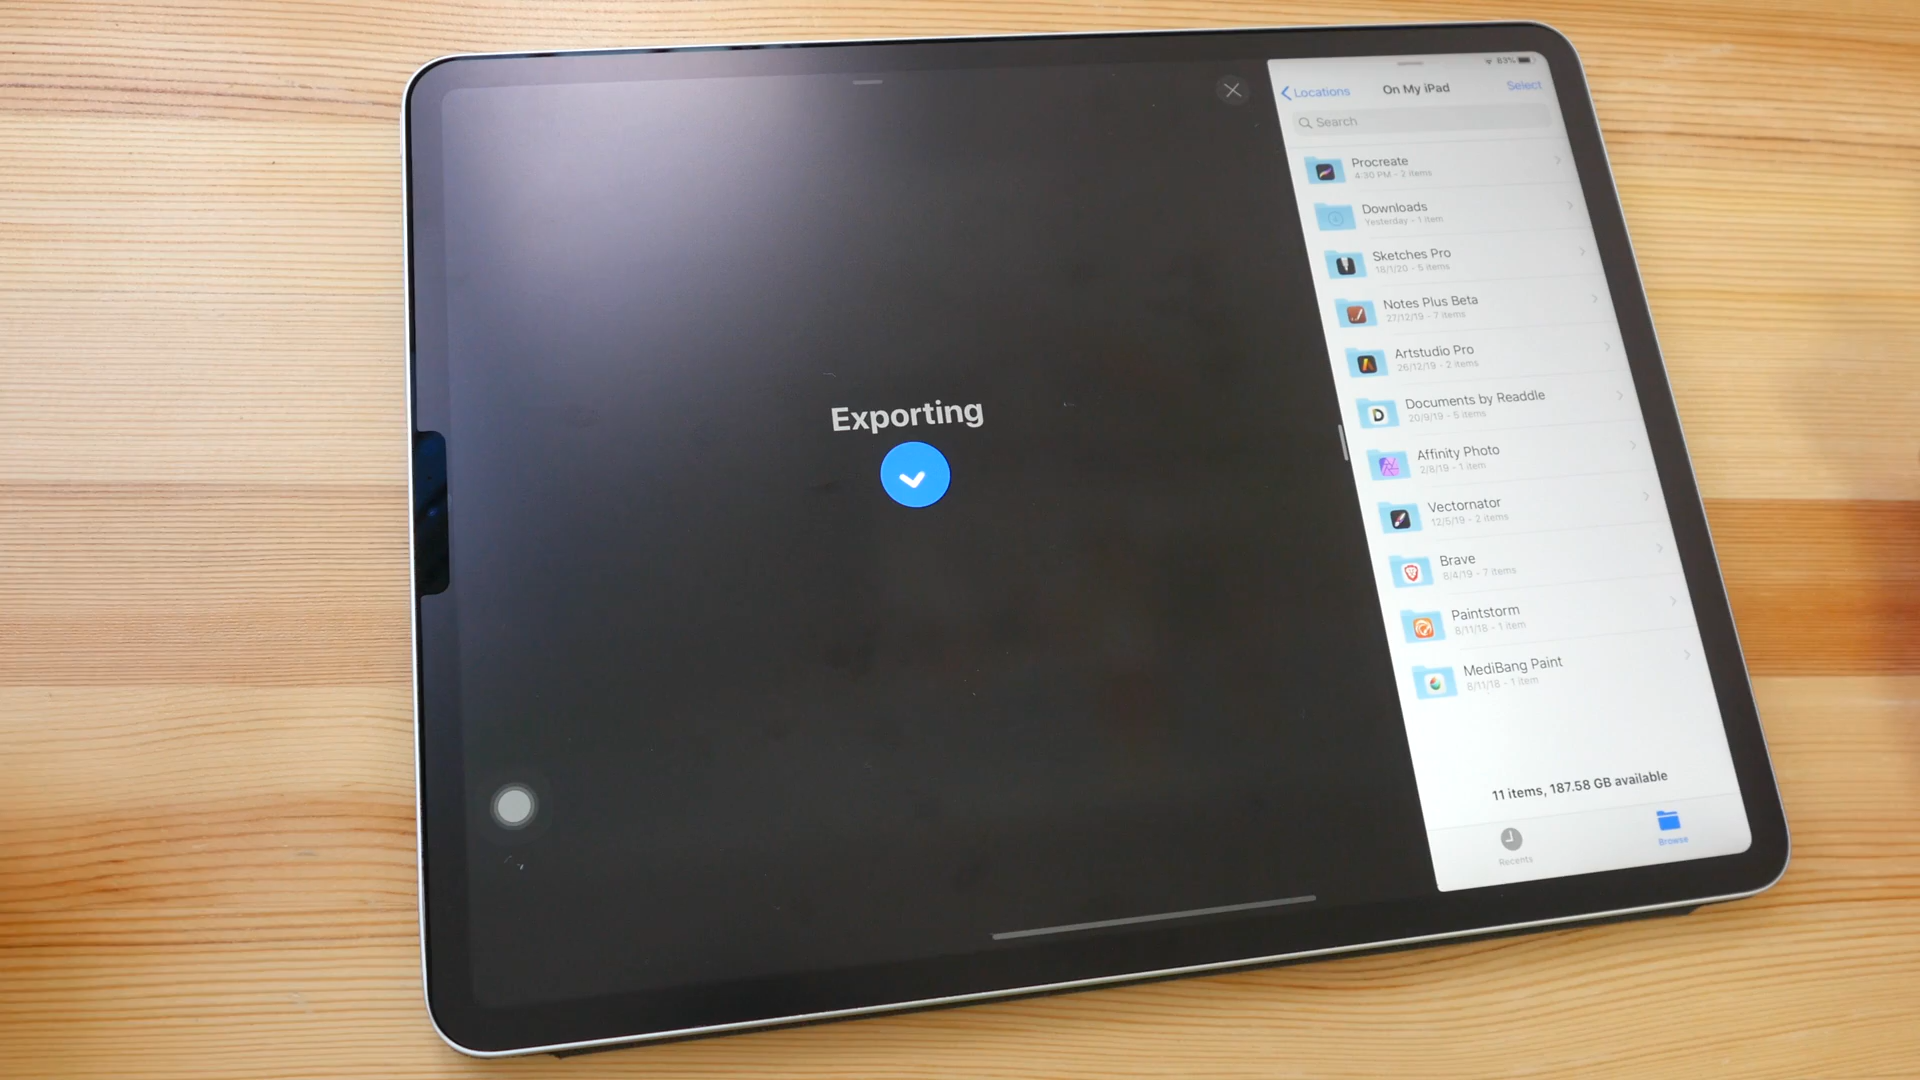 Exporting
83%
Locations
On My iPad
Select
Search
Procreate
4:30 PM - 2 items
Downloads
Yesterday - 1 item
Sketches Pro
18/1/20 - 5 items
Notes Plus Beta
27/12/19 - 7 items
Artstudio Pro
26/12/19 - 2 items
Documents by Readdle
20/9/19 - 5 items
Affinity Photo
2/8/19 - 1 item
Vectornator
12/5/19 - 2 items
Brave
8/4/19 - 7 items
Paintstorm
8/11/18 - 1 item
MediBang Paint
8/11/18 - 1 item
11 items, 187.58 GB available
Recents
Browse